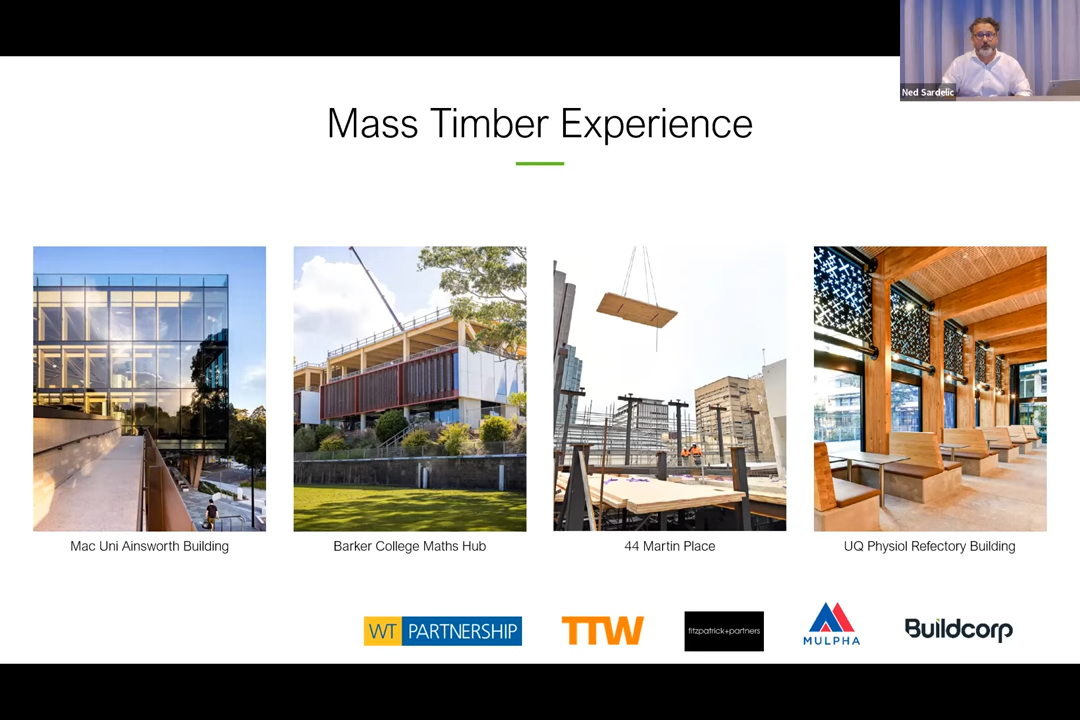 Ned Sardelic
Mass Timber Experience
Mac Uni Ainsworth Building
Barker College Maths Hub
44 Martin Place
UQ Physiol Refectory Building
WT PARTNERSHIP
TTW
fitzpatrick+partners
MULPHA
Buildcorp